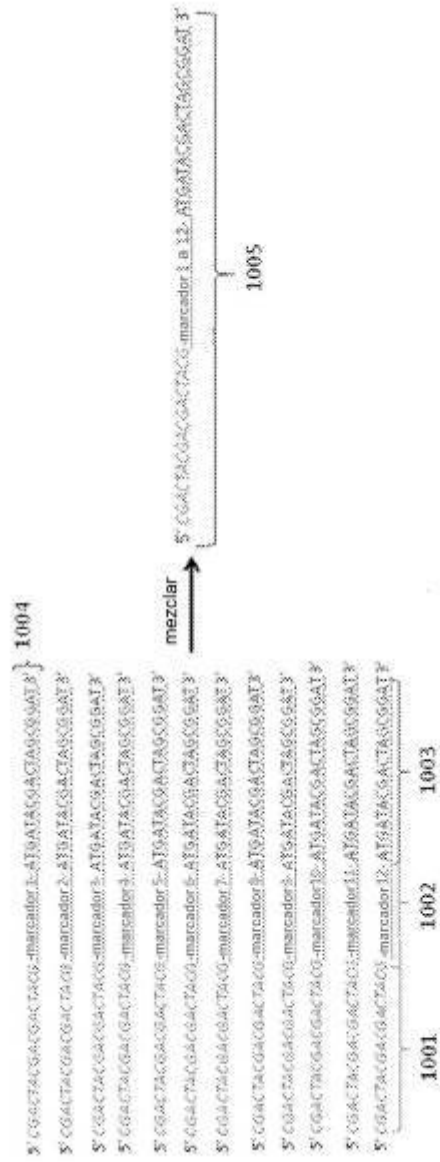 5' CGACTACGACGACTACG-marcador 1- ATGATACGACTAGCGGAT 3'
1004
5' CGACTACGACGACTACG-marcador 2- ATGATACGACTAGCGGAT 3'
5' CGACTACGACGACTACG-marcador 3- ATGATACGACTAGCGGAT 3'
5' CGACTACGACGACTACG-marcador 4- ATGATACGACTAGCGGAT 3'
5' CGACTACGACGACTACG-marcador 5- ATGATACGACTAGCGGAT 3'
5' CGACTACGACGACTACG-marcador 6- ATGATACGACTAGCGGAT 3'
5' CGACTACGACGACTACG-marcador 7- ATGATACGACTAGCGGAT 3'
5' CGACTACGACGACTACG-marcador 8- ATGATACGACTAGCGGAT 3'
5' CGACTACGACGACTACG-marcador 9- ATGATACGACTAGCGGAT 3'
5' CGACTACGACGACTACG-marcador 10- ATGATACGACTAGCGGAT 3'
5' CGACTACGACGACTACG-marcador 11- ATGATACGACTAGCGGAT 3'
5' CGACTACGACGACTACG-marcador 12- ATGATACGACTAGCGGAT 3'
1001
1002
1003
mezclar
5' CGACTACGACGACTACG-marcador 1 a 12- ATGATACGACTAGCGGAT 3'
1005